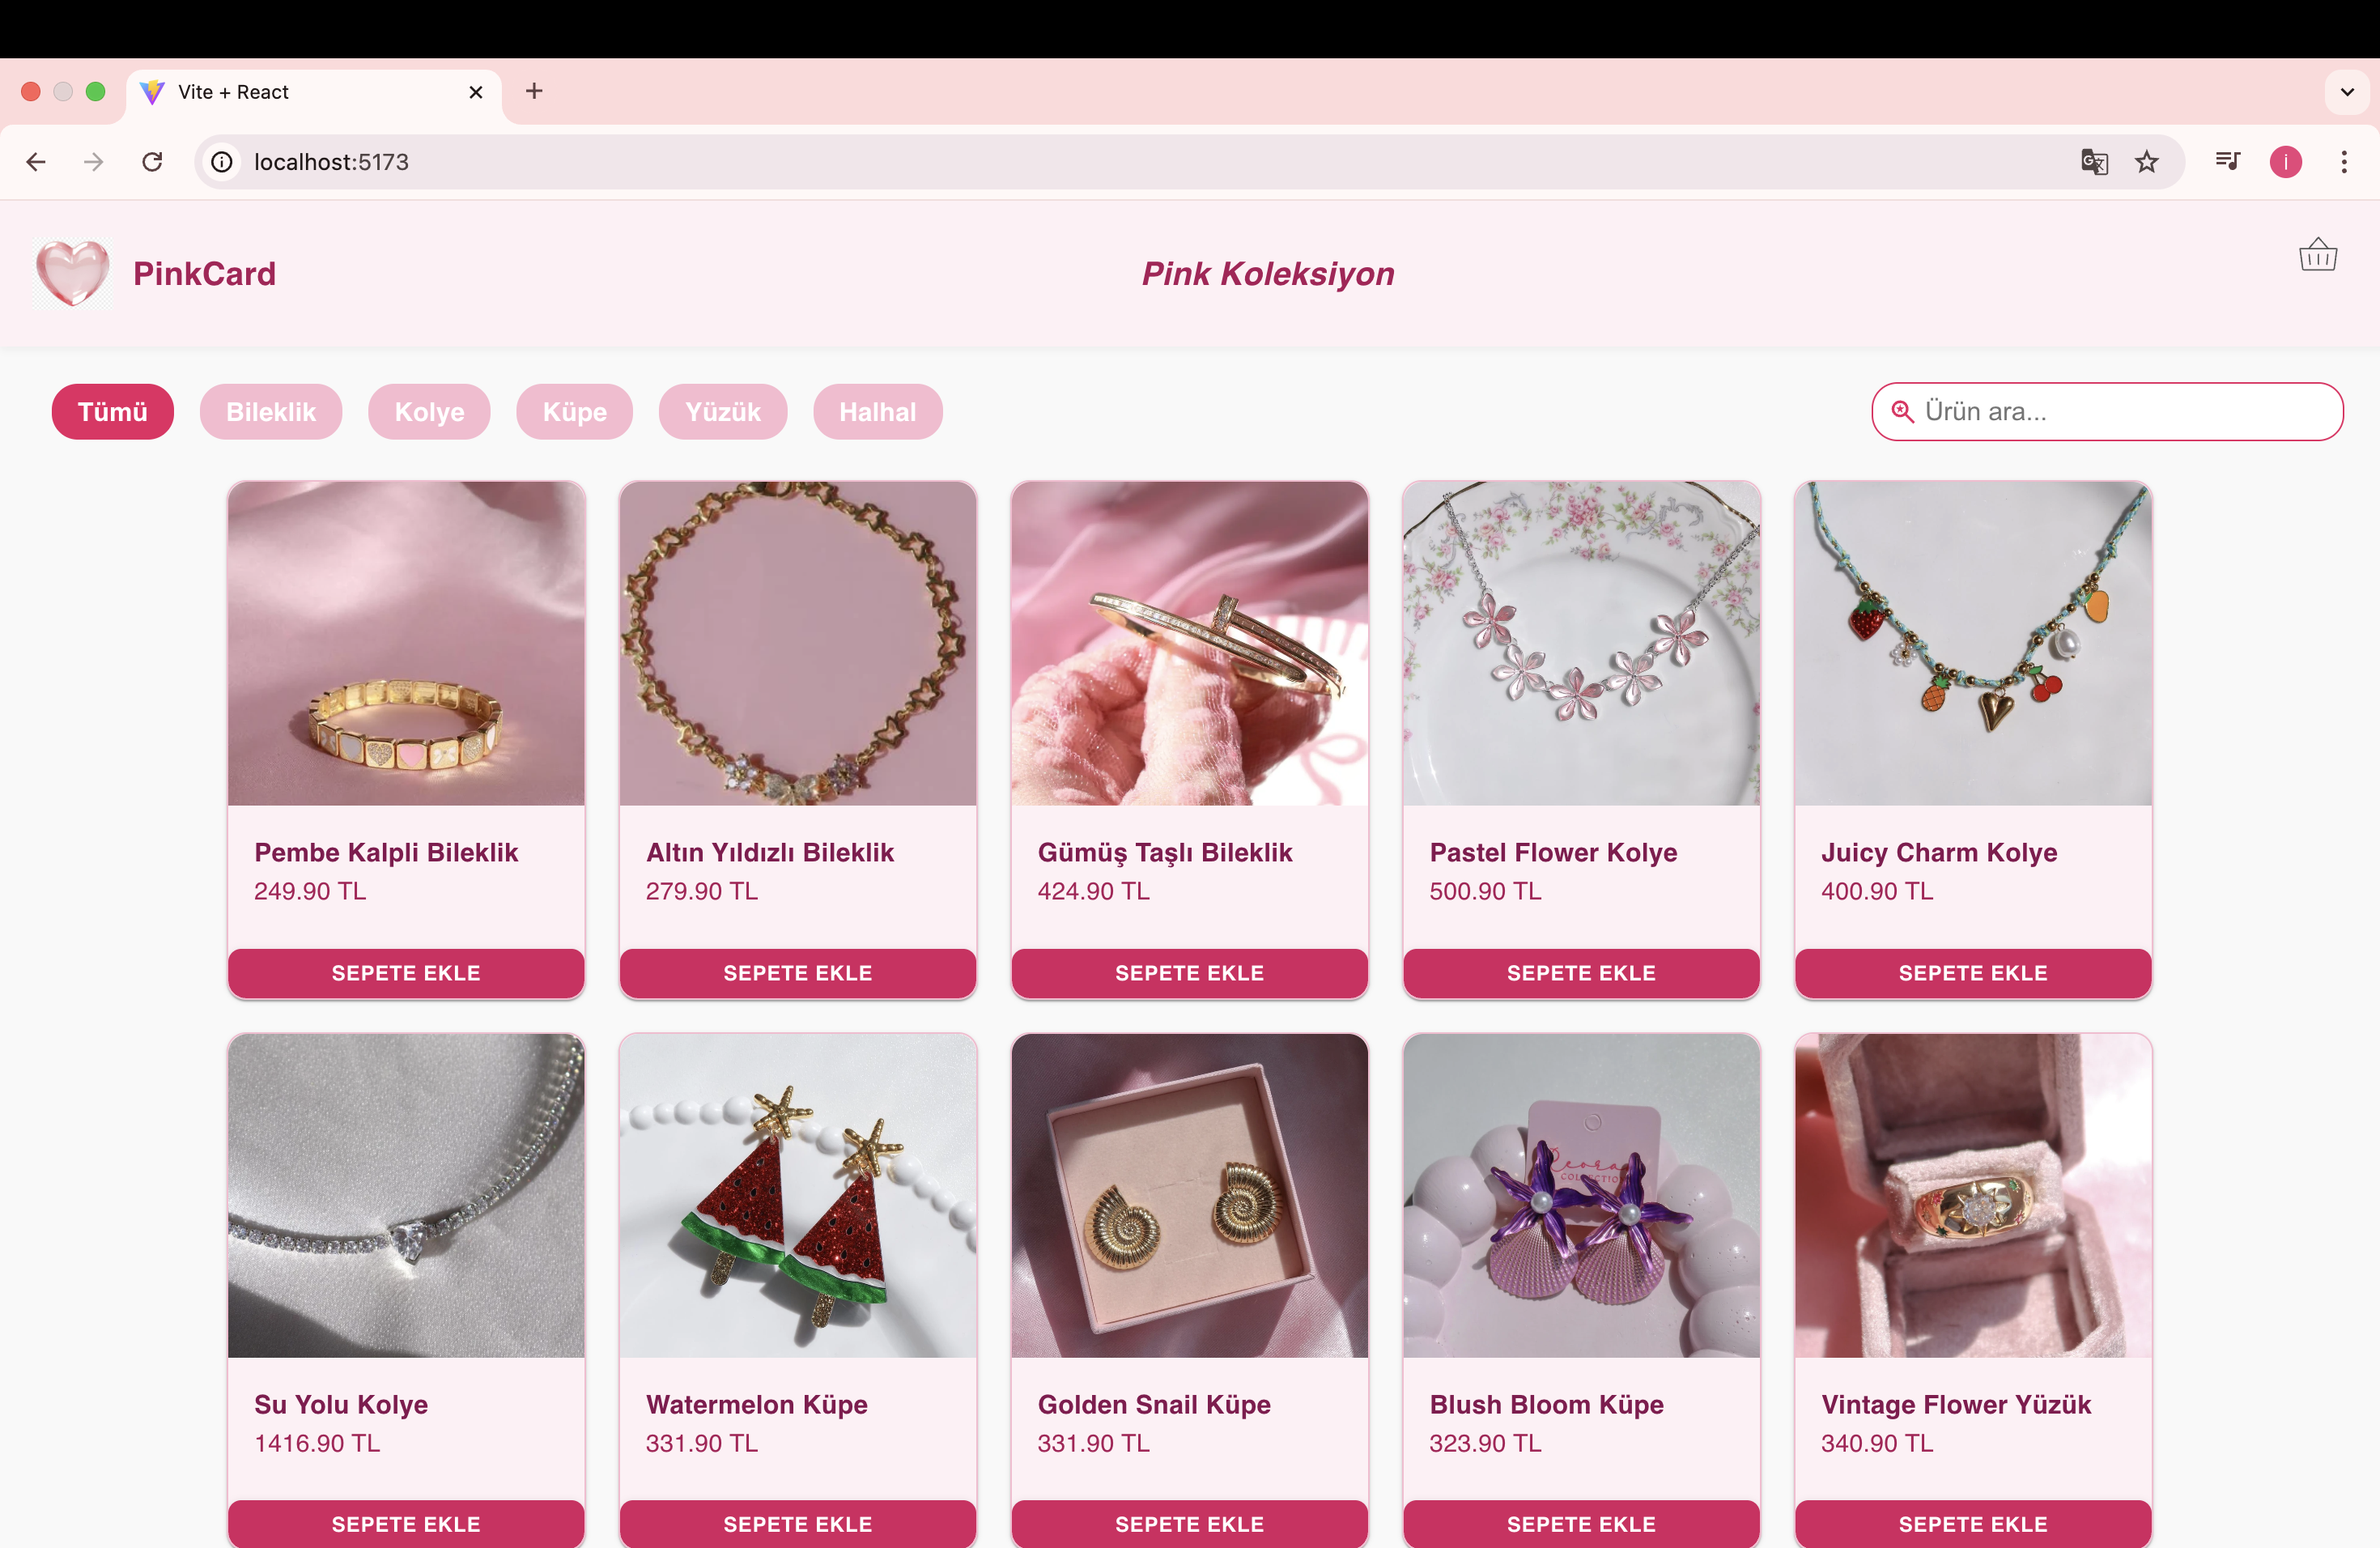 Vite + React
localhost:5173
i
PinkCard
Pink Koleksiyon
Tümü Bileklik Kolye Küpe Yüzük Halhal
Ürün ara...
Pembe Kalpli Bileklik
249.90 TL
SEPETE EKLE
Altın Yıldızlı Bileklik
279.90 TL
SEPETE EKLE
Gümüş Taşlı Bileklik
424.90 TL
SEPETE EKLE
Pastel Flower Kolye
500.90 TL
SEPETE EKLE
Juicy Charm Kolye
400.90 TL
SEPETE EKLE
Su Yolu Kolye
1416.90 TL
SEPETE EKLE
Watermelon Küpe
331.90 TL
SEPETE EKLE
Golden Snail Küpe
331.90 TL
SEPETE EKLE
Blush Bloom Küpe
323.90 TL
SEPETE EKLE
Vintage Flower Yüzük
340.90 TL
SEPETE EKLE